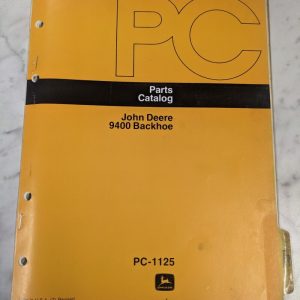 PC
Parts
Catalog
John Deere
9400 Backhoe
PC-1125